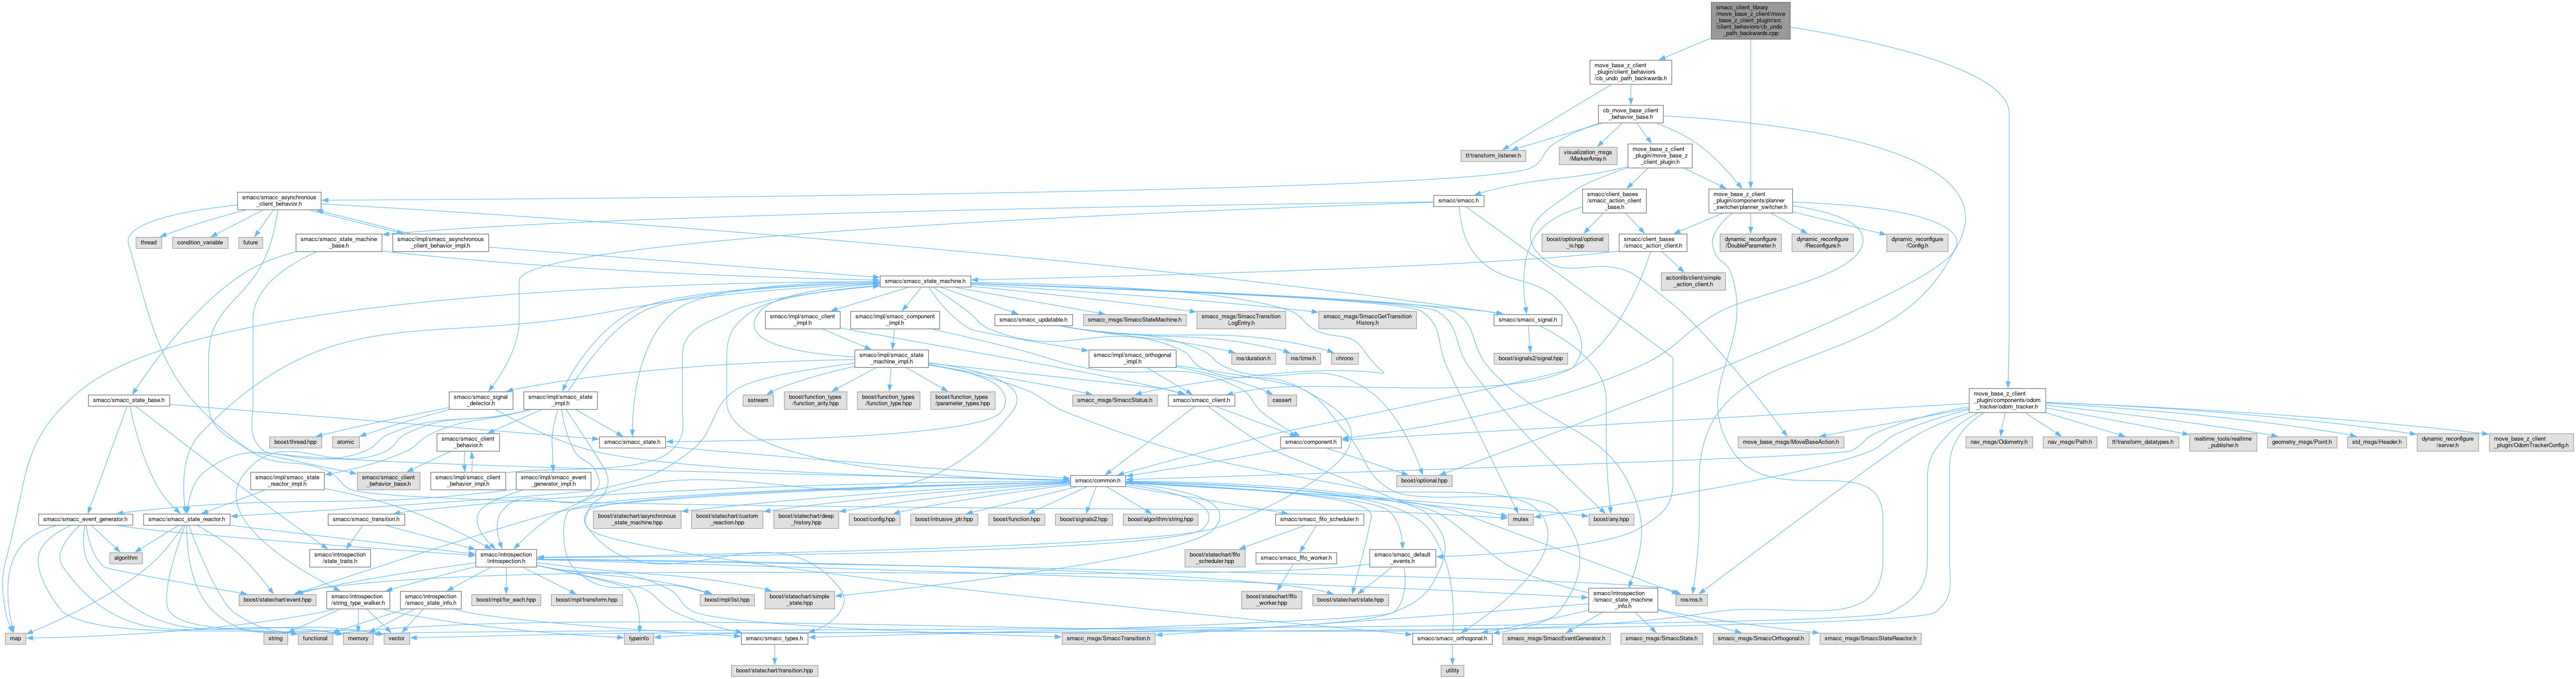 smacc_client_library
/move_base_z_client/move
_base_z_client_plugin/src
/client_behaviors/cb_undo
_path_backwards.cpp
move_base_z_client
_plugin/client_behaviors
/cb_undo_path_backwards.h
cb_move_base_client
_behavior_base.h
tf/transform_listener.h
visualization_msgs
/MarkerArray.h
move_base_z_client
_plugin/move_base_z
_client_plugin.h
smacc/smacc_asynchronous
_client_behavior.h
smacc/smacc.h
smacc/client_bases
/smacc_action_client
_base.h
move_base_z_client
_plugin/components/planner
_switcher/planner_switcher.h
thread
condition_variable
future
smacc/smacc_state_machine
_base.h
smacc/impl/smacc_asynchronous
_client_behavior_impl.h
boost/optional/optional
_io.hpp
smacc/client_bases
/smacc_action_client.h
dynamic_reconfigure
/DoubleParameter.h
dynamic_reconfigure
/Reconfigure.h
dynamic_reconfigure
/Config.h
smacc/smacc_state_machine.h
actionlib/client/simple
_action_client.h
smacc/impl/smacc_client
_impl.h
smacc/impl/smacc_component
_impl.h
smacc/smacc_updatable.h
smacc_msgs/SmaccStateMachine.h
smacc_msgs/SmaccTransition
LogEntry.h
smacc_msgs/SmaccGetTransition
History.h
smacc/smacc_signal.h
smacc/impl/smacc_state
_machine_impl.h
smacc/impl/smacc_orthogonal
_impl.h
ros/duration.h
ros/time.h
chrono
boost/signals2/signal.hpp
smacc/smacc_state_base.h
smacc/smacc_signal
_detector.h
smacc/impl/smacc_state
_impl.h
sstream
boost/function_types
/function_arity.hpp
boost/function_types
/function_type.hpp
boost/function_types
/parameter_types.hpp
smacc_msgs/SmaccStatus.h
smacc/smacc_client.h
cassert
move_base_z_client
_plugin/components/odom
_tracker/odom_tracker.h
boost/thread.hpp
atomic
smacc/smacc_client
_behavior.h
smacc/smacc_state.h
smacc/component.h
move_base_msgs/MoveBaseAction.h
nav_msgs/Odometry.h
nav_msgs/Path.h
tf/transform_datatypes.h
realtime_tools/realtime
_publisher.h
geometry_msgs/Point.h
std_msgs/Header.h
dynamic_reconfigure
/server.h
move_base_z_client
_plugin/OdomTrackerConfig.h
smacc/impl/smacc_state
_reactor_impl.h
smacc/smacc_client
_behavior_base.h
smacc/impl/smacc_client
_behavior_impl.h
smacc/impl/smacc_event
_generator_impl.h
smacc/common.h
boost/optional.hpp
smacc/smacc_event_generator.h
smacc/smacc_state_reactor.h
smacc/smacc_transition.h
boost/statechart/asynchronous
_state_machine.hpp
boost/statechart/custom
_reaction.hpp
boost/statechart/deep
_history.hpp
boost/config.hpp
boost/intrusive_ptr.hpp
boost/function.hpp
boost/signals2.hpp
boost/algorithm/string.hpp
smacc/smacc_fifo_scheduler.h
mutex
boost/any.hpp
algorithm
smacc/introspection
/state_traits.h
smacc/introspection
/introspection.h
boost/statechart/fifo
_scheduler.hpp
smacc/smacc_fifo_worker.h
smacc/smacc_default
_events.h
boost/statechart/event.hpp
smacc/introspection
/string_type_walker.h
smacc/introspection
/smacc_state_info.h
boost/mpl/for_each.hpp
boost/mpl/transform.hpp
boost/mpl/list.hpp
boost/statechart/simple
_state.hpp
boost/statechart/fifo
_worker.hpp
boost/statechart/state.hpp
smacc/introspection
/smacc_state_machine
_info.h
ros/ros.h
map
string
functional
memory
vector
typeinfo
smacc/smacc_types.h
smacc_msgs/SmaccTransition.h
smacc/smacc_orthogonal.h
smacc_msgs/SmaccEventGenerator.h
smacc_msgs/SmaccState.h
smacc_msgs/SmaccOrthogonal.h
smacc_msgs/SmaccStateReactor.h
boost/statechart/transition.hpp
utility